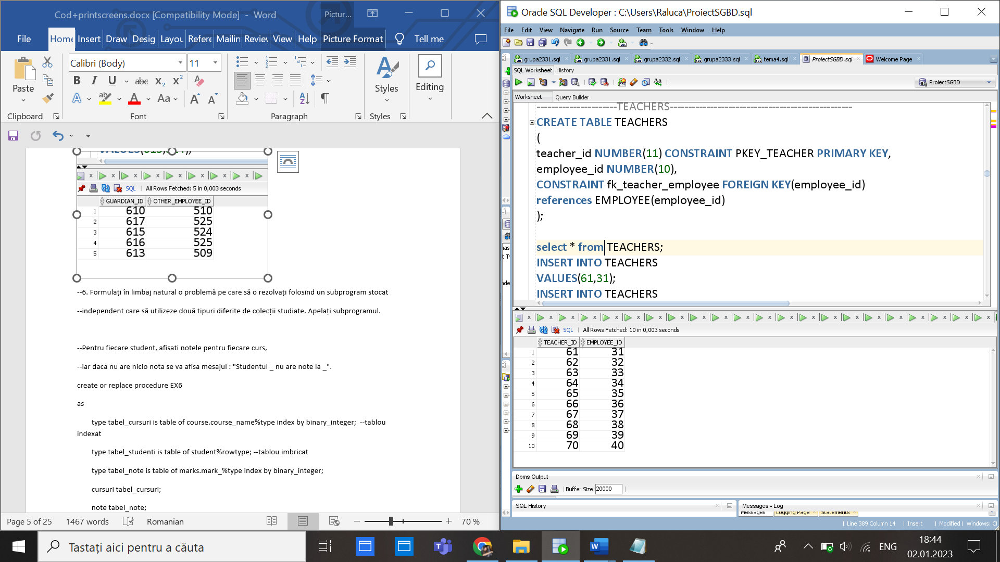 Cod+printscreens.docx [Compatibility Mode] - Word
Pictur...
File
Home
Insert
Draw
Desig
Layou
Refere
Mailin
Review
View
Help
Picture Format
Tell me
Calibri (Body)
11
Paste
Styles
Editing
Clipboard
Font
Paragraph
Styles
All Rows Fetched: 5 in 0,003 seconds
SQL
GUARDIAN_ID OTHER_EMPLOYEE_ID
1 610 510
2 617 525
3 615 524
4 616 525
5 613 509
--6. Formulați în limbaj natural o problemă pe care să o rezolvați folosind un subprogram stocat
--independent care să utilizeze două tipuri diferite de colecții studiate. Apelați subprogramul.
--Pentru fiecare student, afisati notele pentru fiecare curs,
--iar daca nu are nicio nota se va afisa mesajul : "Studentul _ nu are note la _".
create or replace procedure EX6
as
type tabel_cursuri is table of course.course_name%type index by binary_integer; --tablou
indexat
type tabel_studenti is table of student%rowtype; --tablou imbricat
type tabel_note is table of marks.mark_%type index by binary_integer;
cursuri tabel_cursuri;
note tabel_note;
Page 5 of 25
1467 words
Romanian
70 %
Oracle SQL Developer : C:\Users\Raluca\ProiectSGBD.sql
File Edit View Navigate Run Source Team Tools Window Help
grupa2331.sql
grupa2331.sql
grupa2332.sql
grupa2333.sql
tema4.sql
ProiectSGBD.sql
Welcome Page
SQL Worksheet History
ProiectSGBD
Worksheet Query Builder
----------------------TEACHERS--------------------------------------------------
CREATE TABLE TEACHERS
(
teacher_id NUMBER(11) CONSTRAINT PKEY_TEACHER PRIMARY KEY,
employee_id NUMBER(10),
CONSTRAINT fk_teacher_employee FOREIGN KEY(employee_id)
references EMPLOYEE(employee_id)
);
select * from TEACHERS;
INSERT INTO TEACHERS
VALUES(61,31);
INSERT INTO TEACHERS
SQL
All Rows Fetched: 10 in 0,003 seconds
TEACHER_ID EMPLOYEE_ID
1 61 31
2 62 32
3 63 33
4 64 34
5 65 35
6 66 36
7 67 37
8 68 38
9 69 39
10 70 40
Dbms Output
Buffer Size: 20000
SQL History
Messages - Log
Messages
Logging Page
Statements
Line 389 Column 14
Insert
Modified
Windows: Cl
Tastați aici pentru a căuta
ENG
18:44
02.01.2023